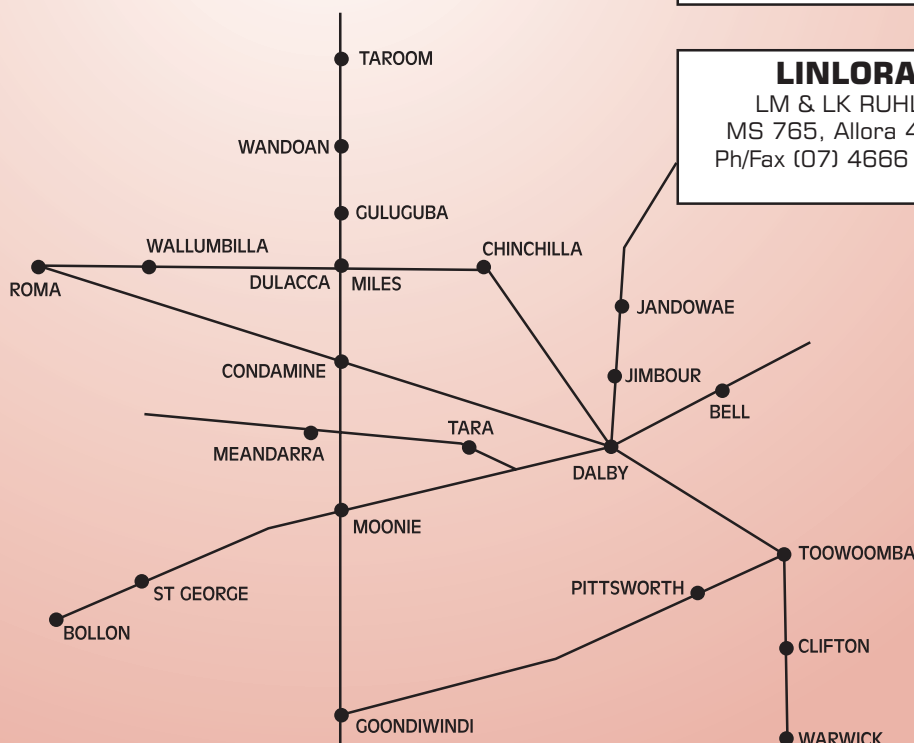 LINLORA
LM & LK RUHL
MS 765, Allora 4
Ph/Fax (07) 4666
TAROOM
WANDOAN
GULUGUBA
WALLUMBILLA
CHINCHILLA
ROMA
DULACCA
MILES
JANDOWAE
CONDAMINE
JIMBOUR
BELL
TARA
MEANDARRA
DALBY
MOONIE
TOOWOOMBA
PITTSWORTH
ST GEORGE
BOLLON
CLIFTON
GOONDIWINDI
WARWICK